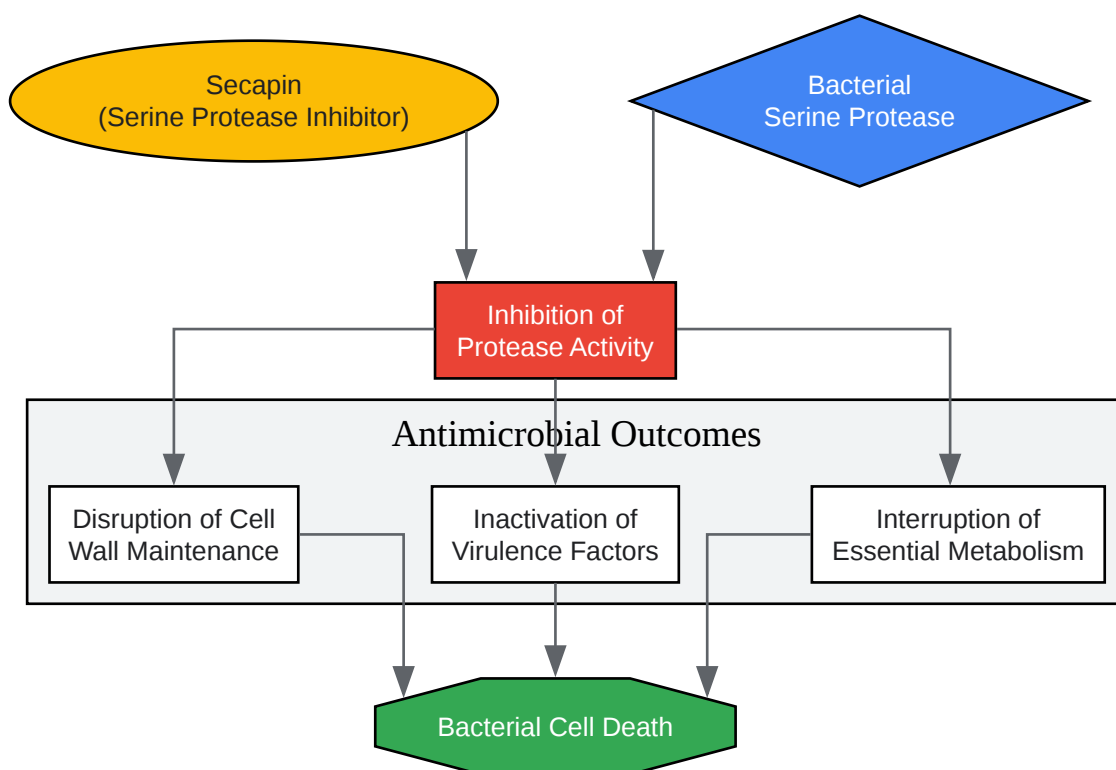 Secapin
(Serine Protease Inhibitor)
Bacterial
Serine Protease
Inhibition of
Protease Activity
Antimicrobial Outcomes
Disruption of Cell
Wall Maintenance
Inactivation of
Virulence Factors
Interruption of
Essential Metabolism
Bacterial Cell Death